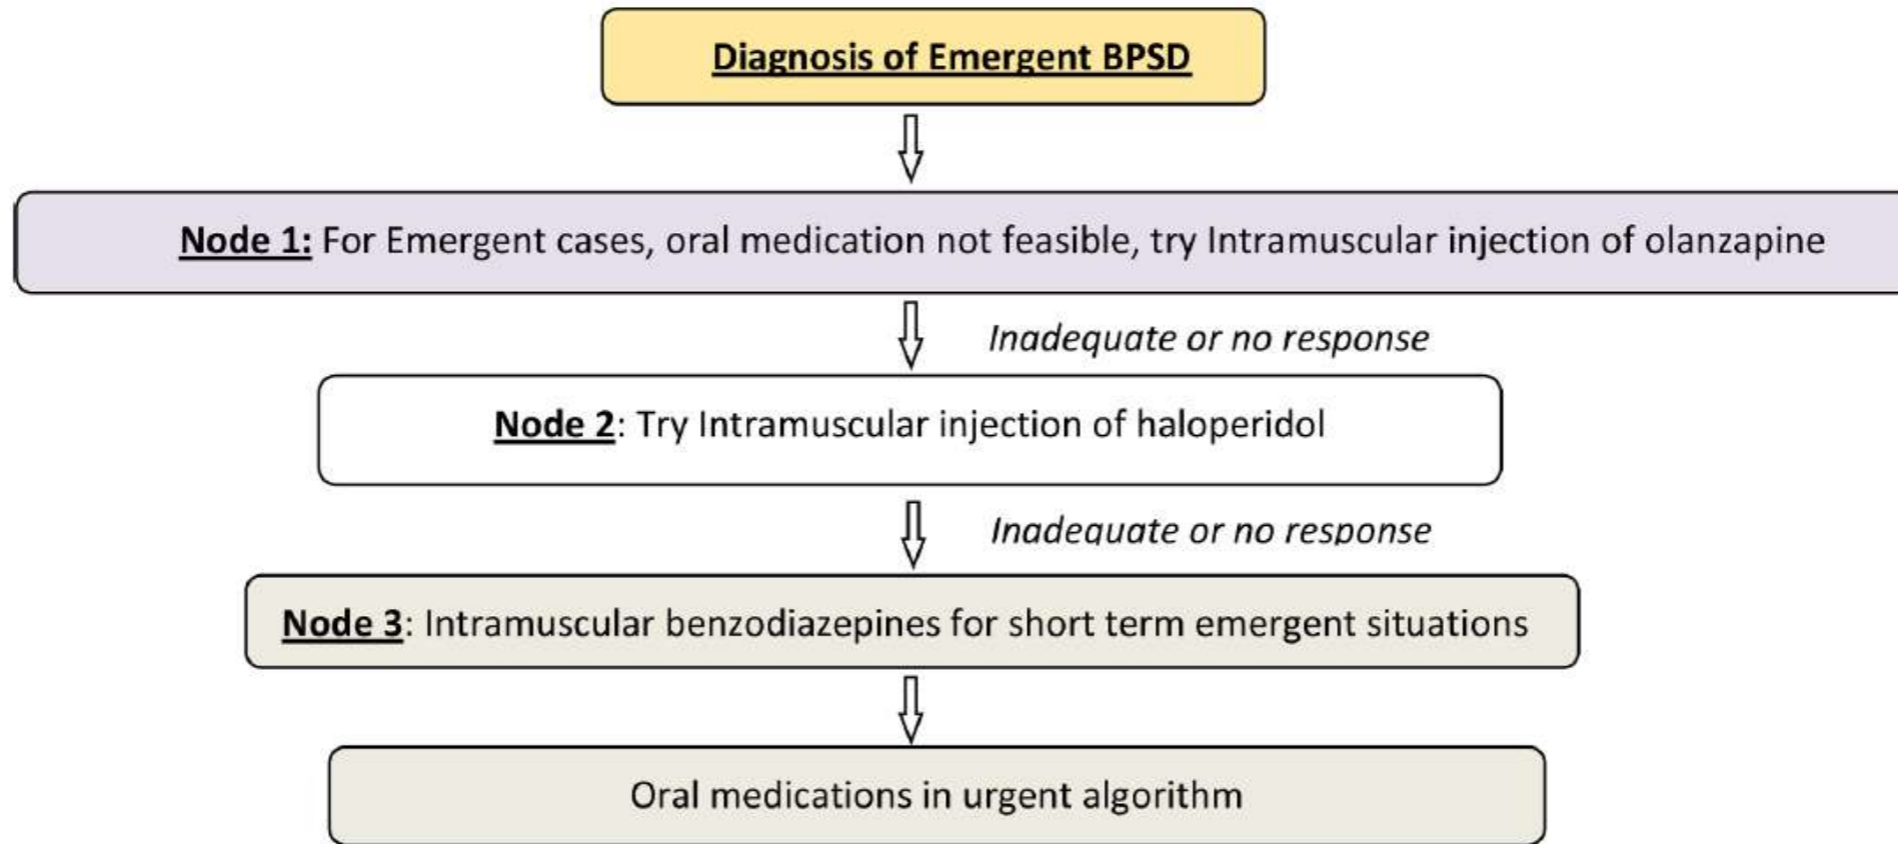 Diagnosis of Emergent BPSD
Node 1: For Emergent cases, oral medication not feasible, try Intramuscular injection of olanzapine
Inadequate or no response
Node 2: Try Intramuscular injection of haloperidol
Inadequate or no response
Node 3: Intramuscular benzodiazepines for short term emergent situations
Oral medications in urgent algorithm